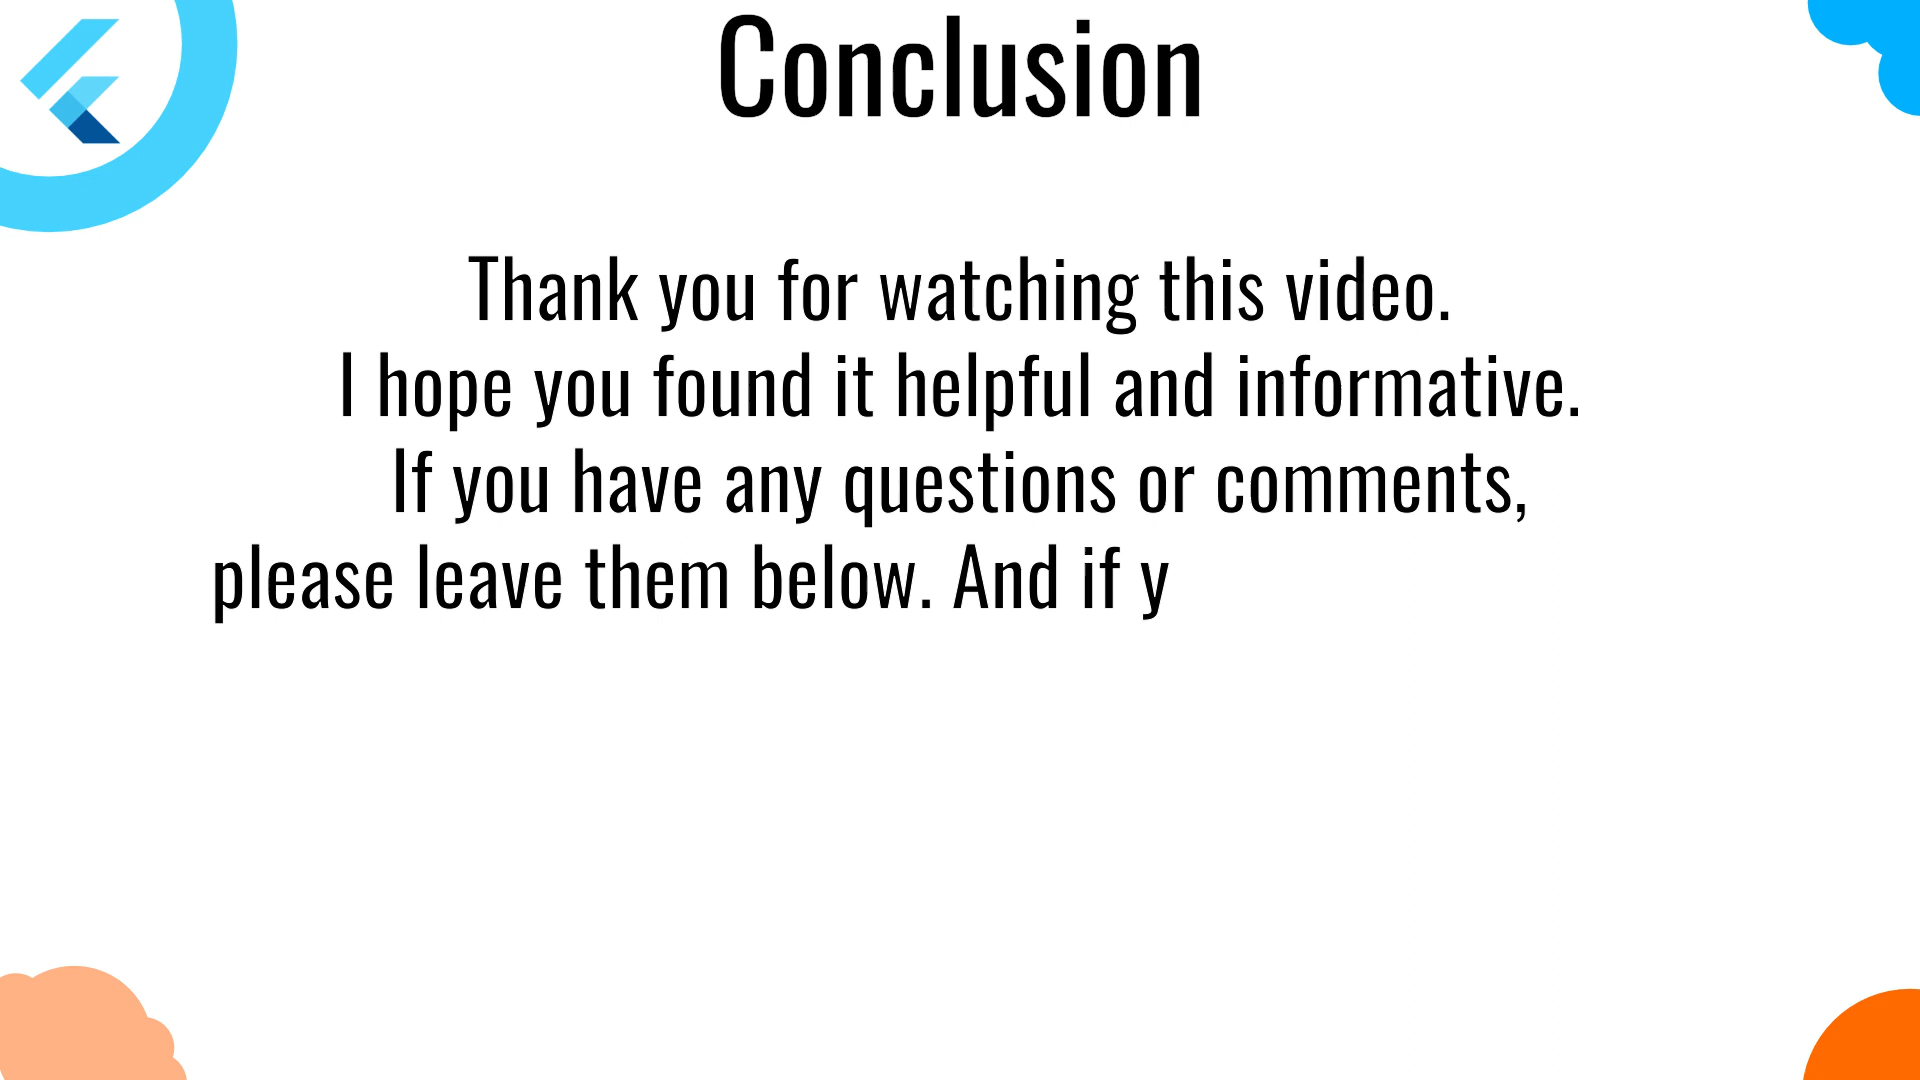 Conclusion
Thank you for watching this video.
I hope you found it helpful and informative.
If you have any questions or comments,
please leave them below. And if y